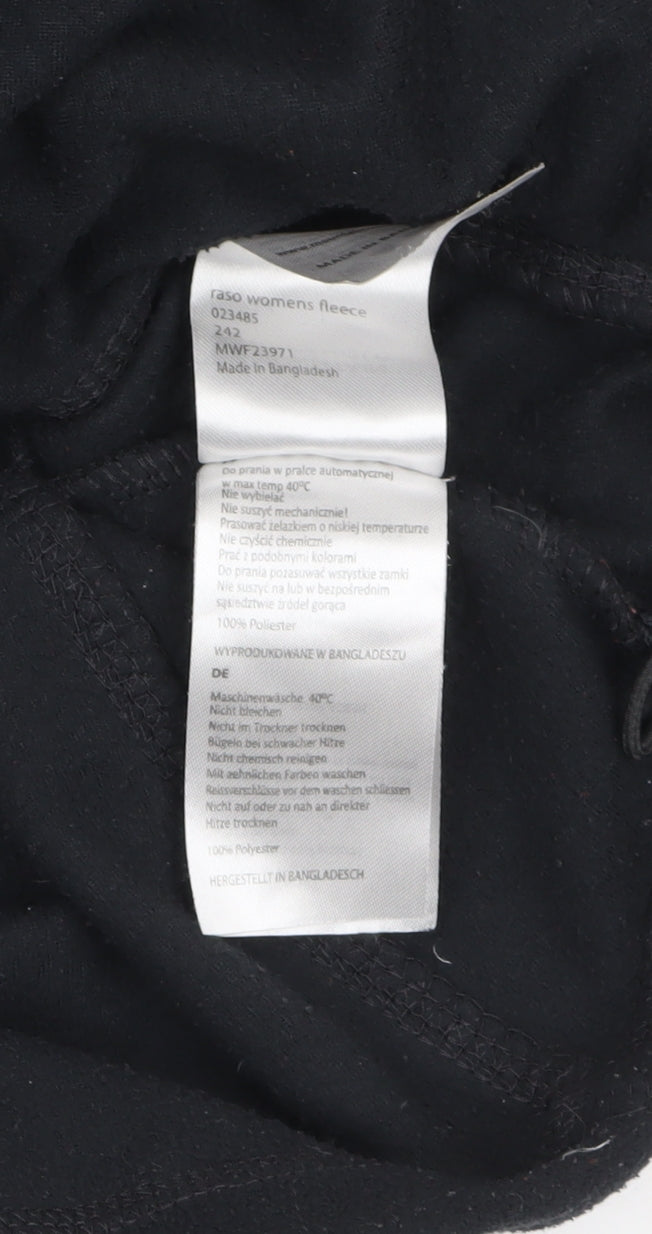 MADE IN
raso womens fleece
023485
242
MWF23971
Made in Bangladesh
Do prania w pralce automatycznej
w max temp 40°C
Nie wybielać
Nie suszyć mechanicznie!
Prasować żelazkiem o niskiej temperaturze
Nie czyścić chemicznie
Prać z podobnymi kolorami
Do prania pozasuwać wszystkie zamki
Nie suszyć na lub w bezpośrednim
sąsiedztwie źródeł gorąca
100% Poliester
WYPRODUKOWANE W BANGLADESZU
DE
Maschinenwäsche 40°C
Nicht bleichen
Nicht im Trockner trocknen
Bügeln bei schwacher Hitze
Nicht chemisch reinigen
Mit aehnlichen Farben waschen
Reissverschlüsse vor dem waschen schliessen
Nicht auf oder zu nah an direkter
Hitze trocknen
100% Polyester
HERGESTELLT IN BANGLADESCH